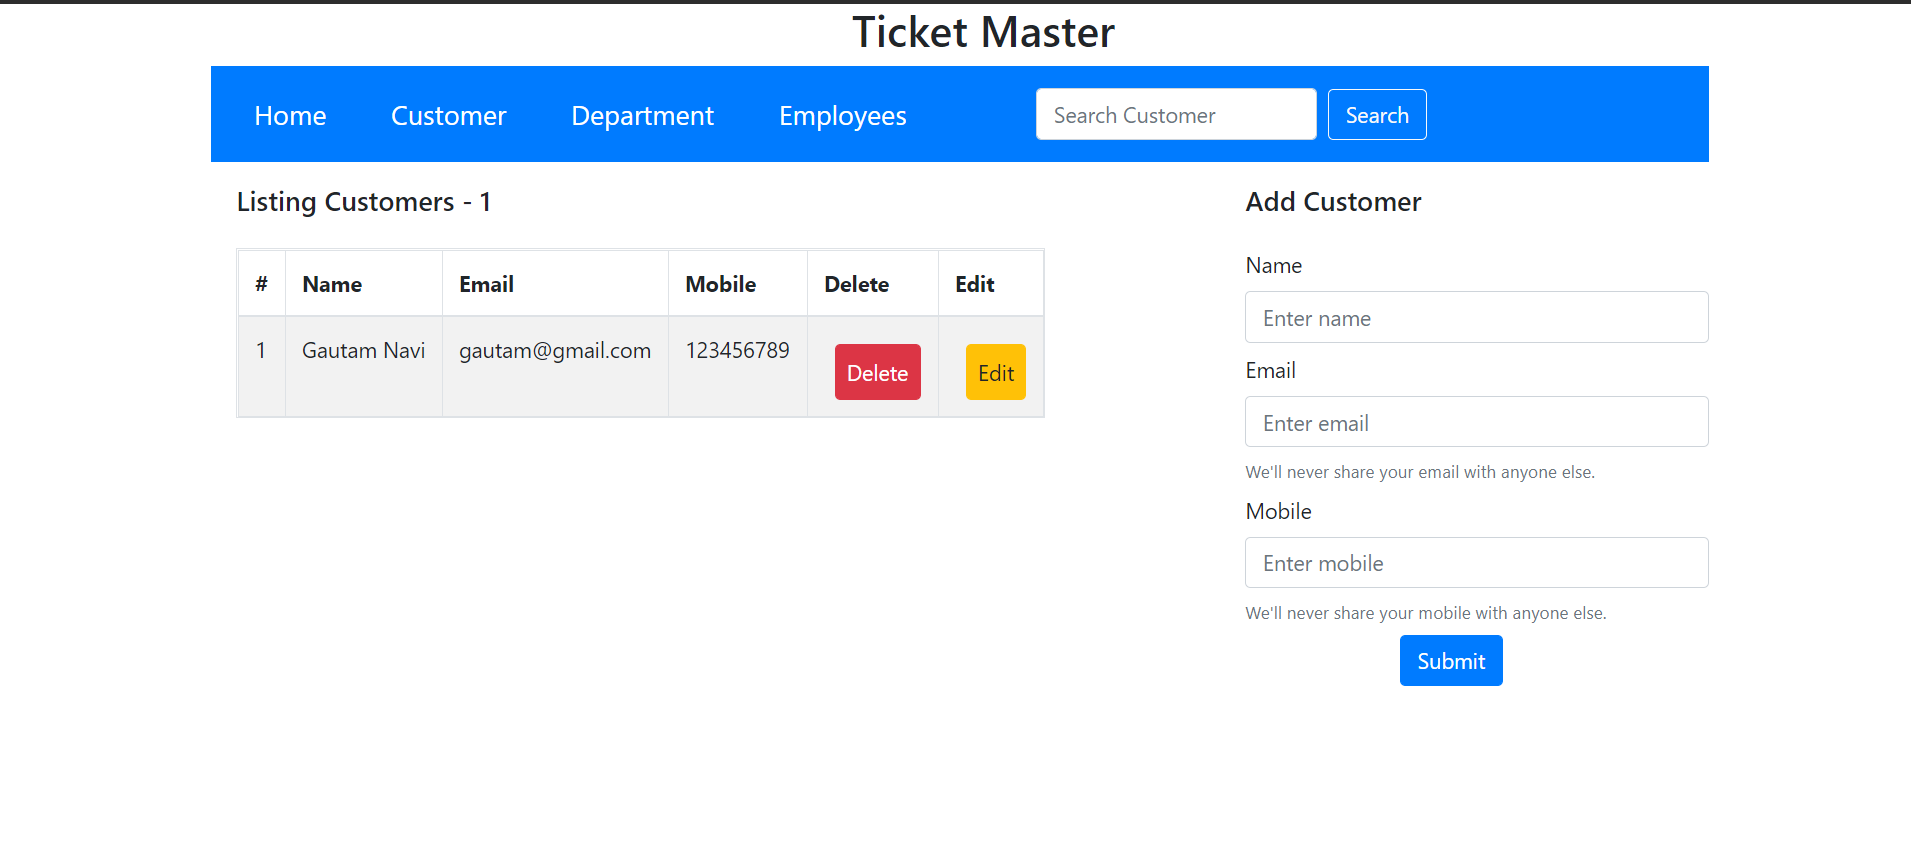 Ticket Master
Home Customer Department Employees Search Customer Search
Listing Customers - 1
# Name Email Mobile Delete Edit
1 Gautam Navi gautam@gmail.com 123456789 Delete Edit
Add Customer
Name
Enter name
Email
Enter email
We'll never share your email with anyone else.
Mobile
Enter mobile
We'll never share your mobile with anyone else.
Submit